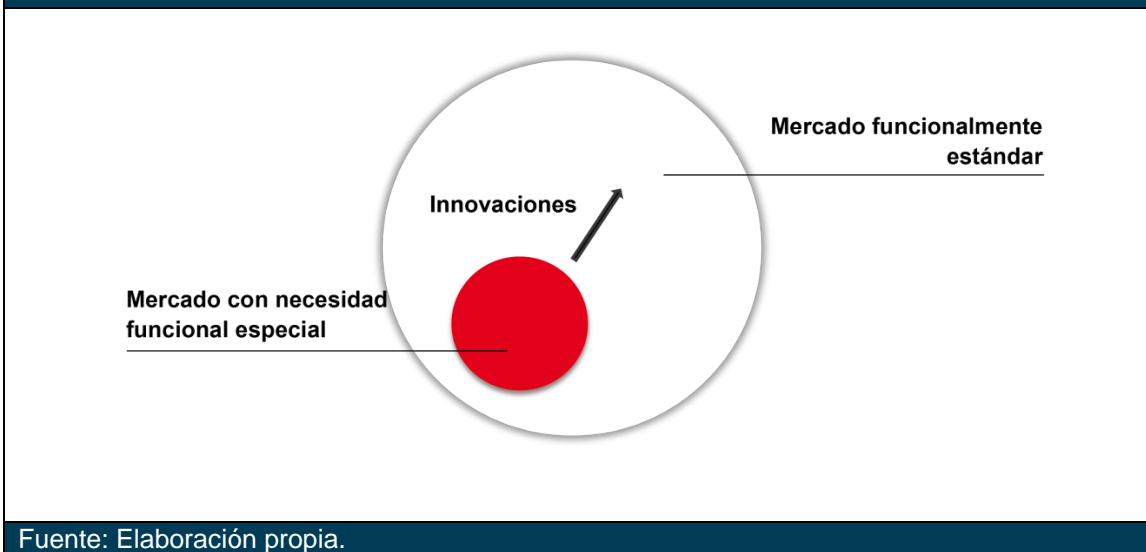 Mercado funcionalmente
estándar
Innovaciones
Mercado con necesidad
funcional especial
Fuente: Elaboración propia.